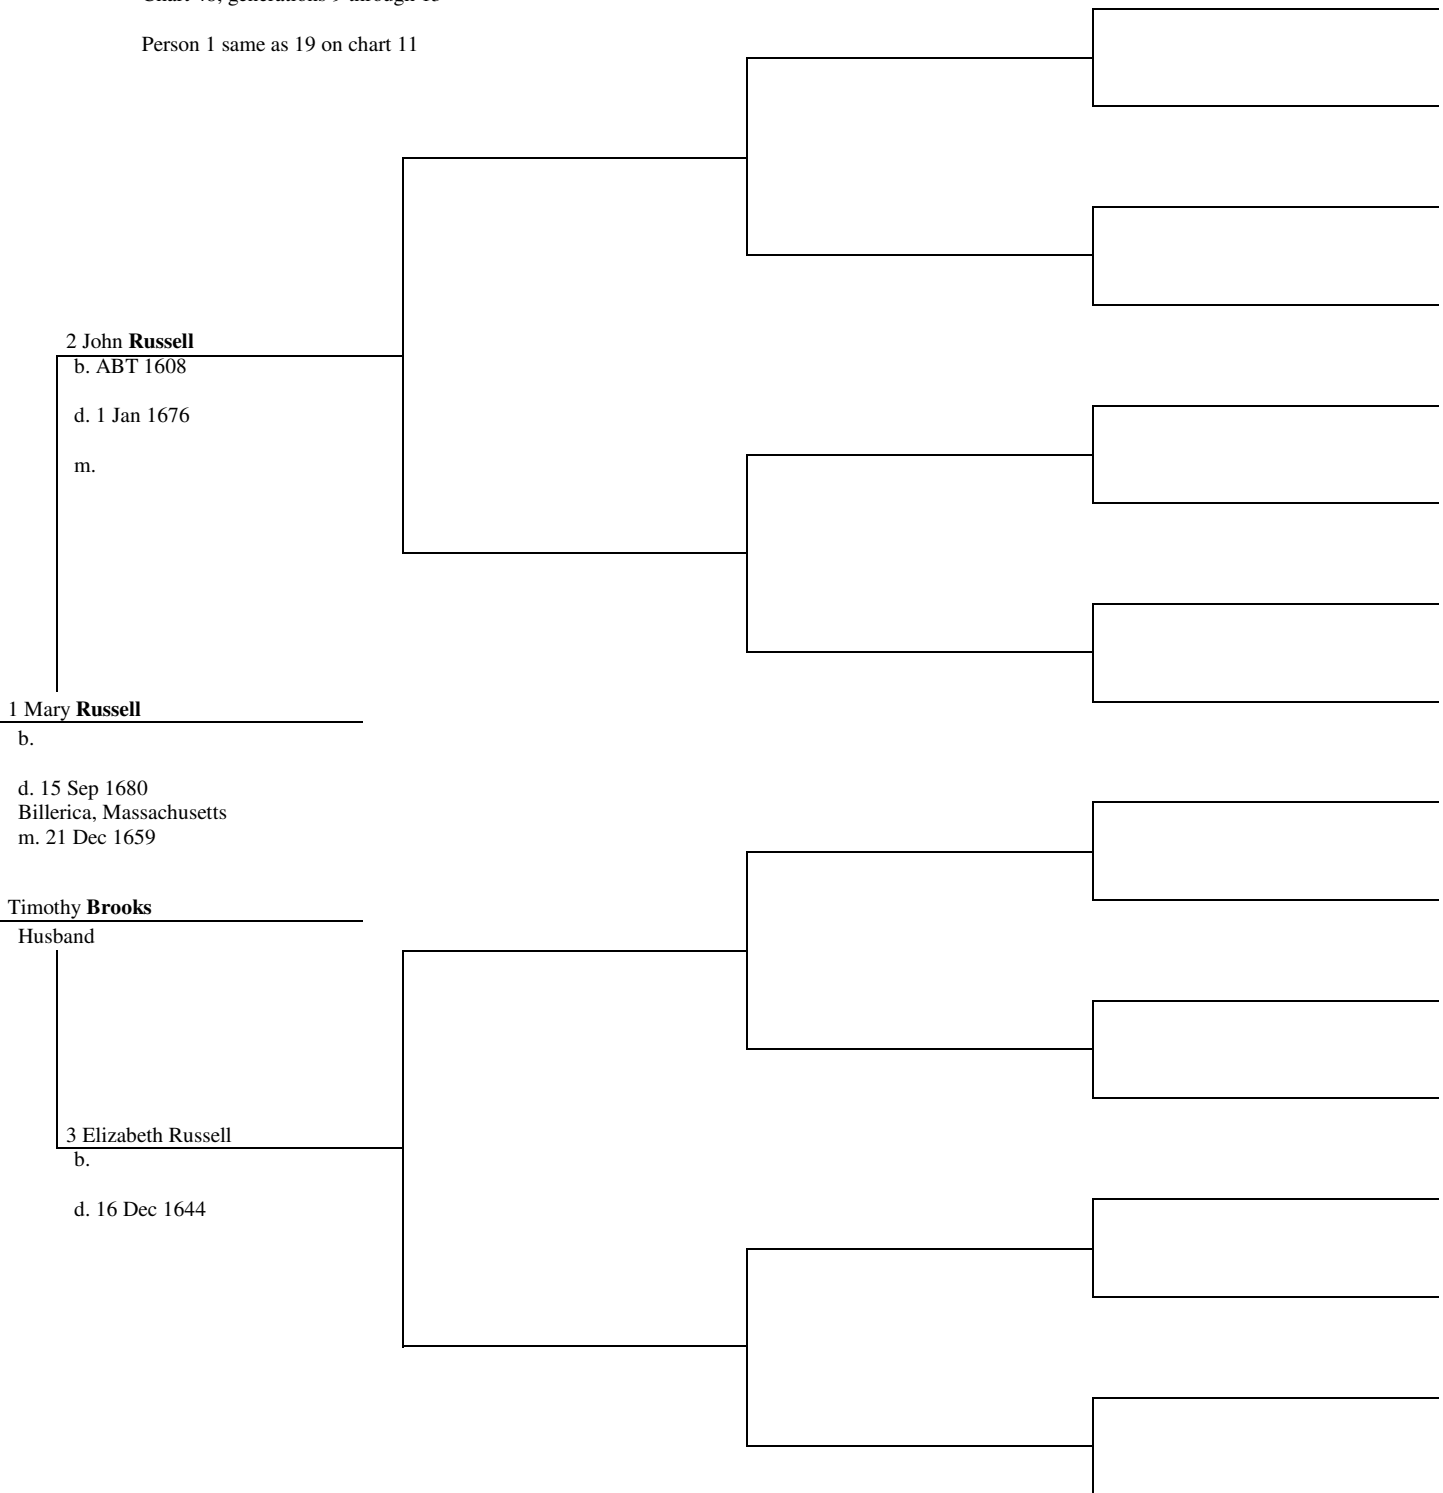 Person 1 same as 19 on chart 11
2 John Russell
b. ABT 1608
d. 1 Jan 1676
m.
1 Mary Russell
b.
d. 15 Sep 1680
Billerica, Massachusetts
m. 21 Dec 1659
Timothy Brooks
Husband
3 Elizabeth Russell
b.
d. 16 Dec 1644